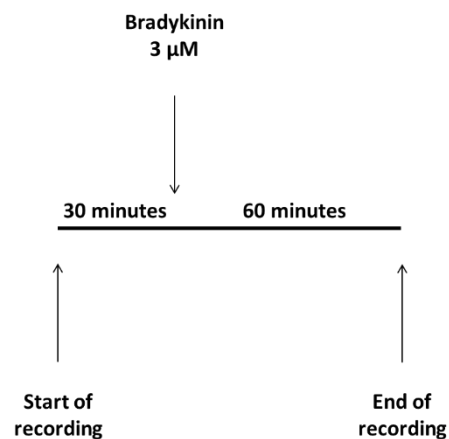 Bradykinin
3 µM
30 minutes
60 minutes
Start of
recording
End of
recording